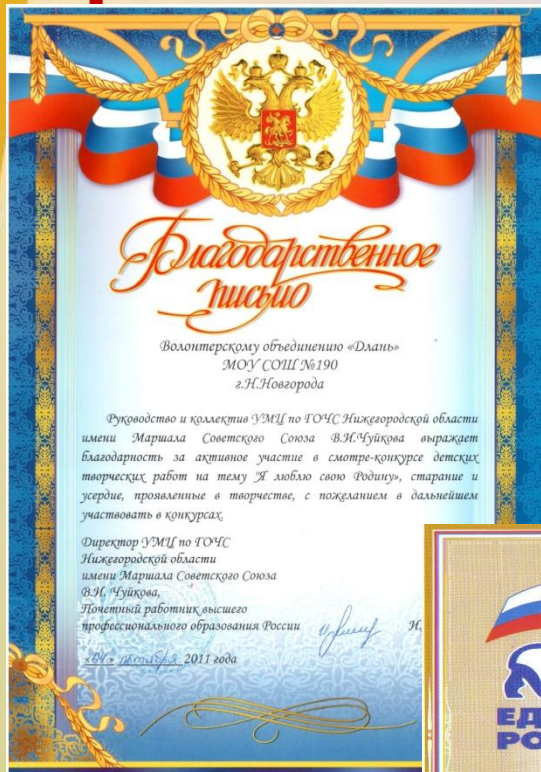 Благодарственное
письмо
Волонтерскому объединению «Длань»
МОУ СОШ №190
г.Н.Новгорода
Руководство и коллектив УМЦ по ГОЧС Нижегородской области
имени Маршала Советского Союза В.И.Чуйкова выражает
благодарность за активное участие в смотре-конкурсе детских
творческих работ на тему "Я люблю свою Родину», старание и
усердие, проявленные в творчестве, с пожеланием в дальнейшем
участвовать в конкурсах.
Директор УМЦ по ГОЧС
Нижегородской области
имени Маршала Советского Союза
В.И. Чуйкова,
Почетный работник высшего
профессионального образования России И.
2011 года
ЕД
РО